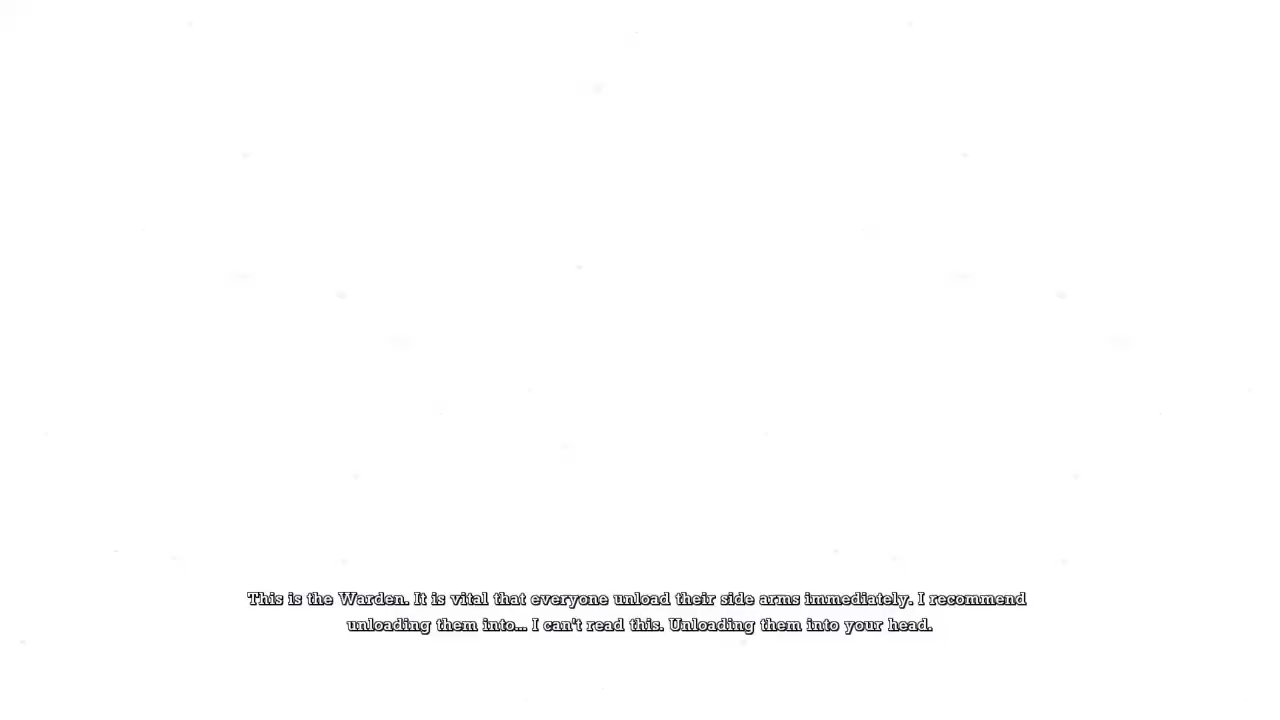 This is the Warden. It is vital that everyone unload their side arms immediately. I recommend
unloading them into... I can't read this. Unloading them into your head.